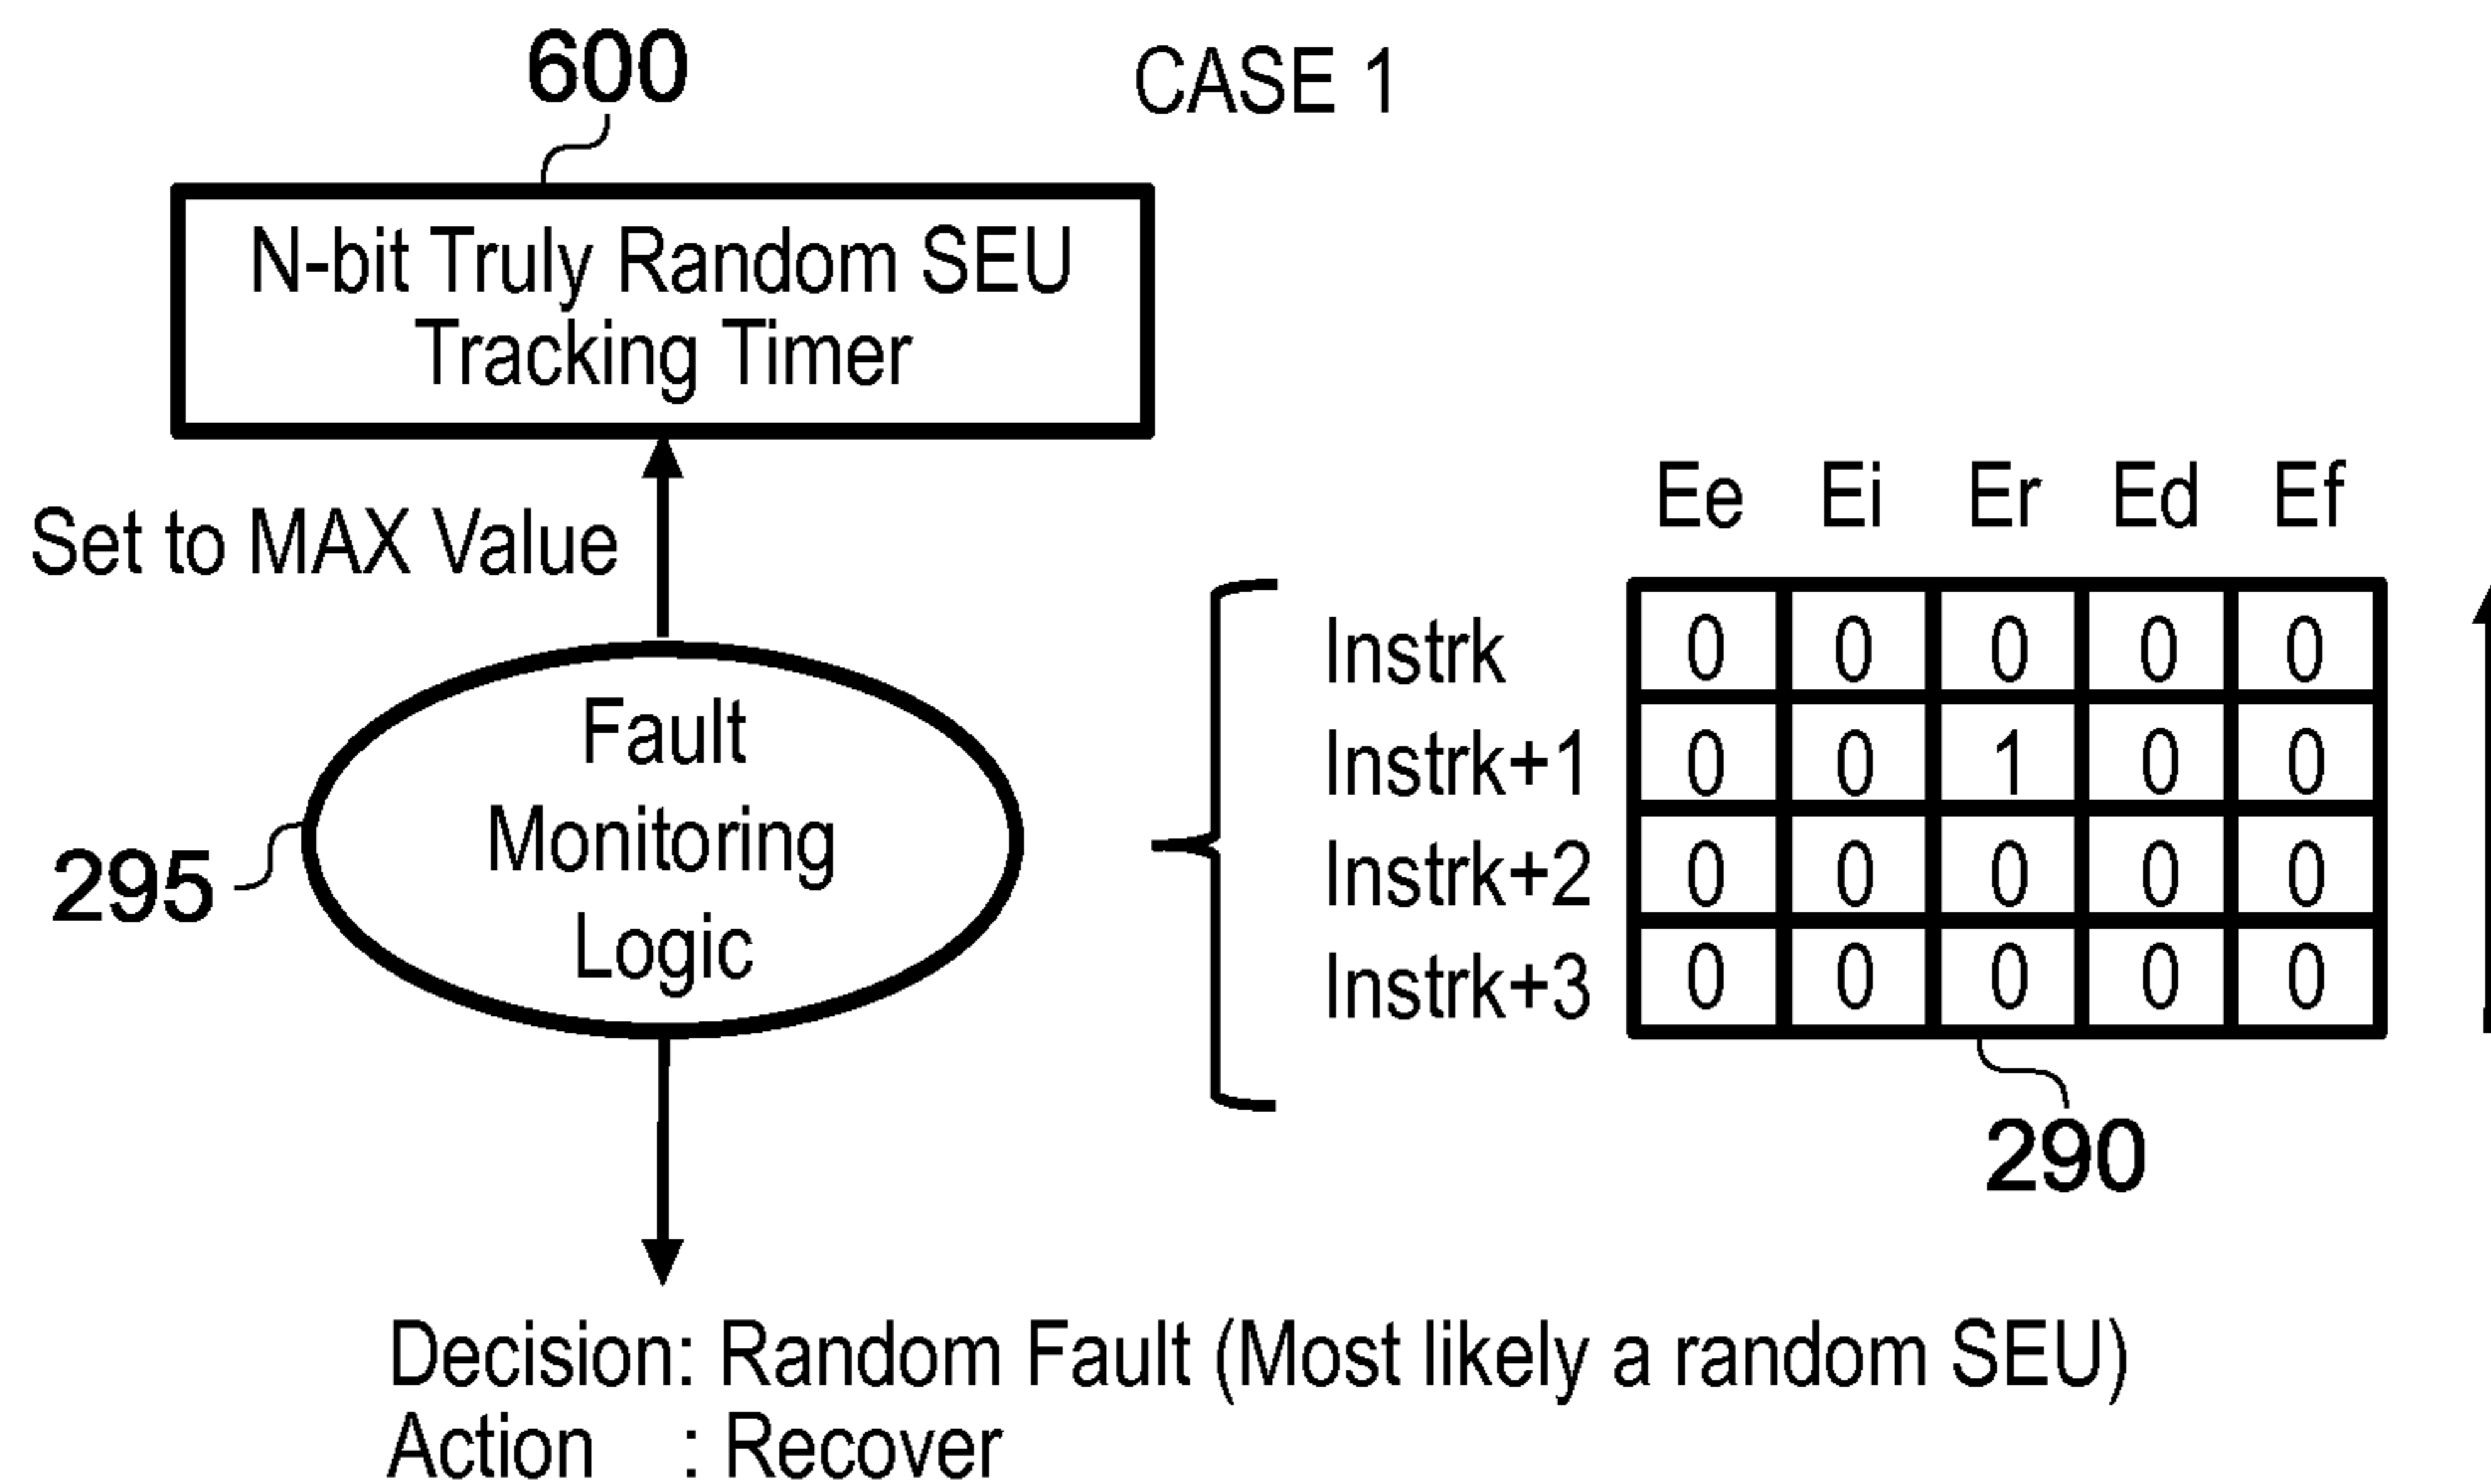 600
CASE 1
N-bit Truly Random SEU
Tracking Timer
Set to MAX Value
Ee Ei Er Ed Ef
Instrk 0 0 0 0 0
Instrk+1 0 0 1 0 0
Instrk+2 0 0 0 0 0
Instrk+3 0 0 0 0 0
Fault
Monitoring
Logic
295
290
Decision: Random Fault (Most likely a random SEU)
Action : Recover